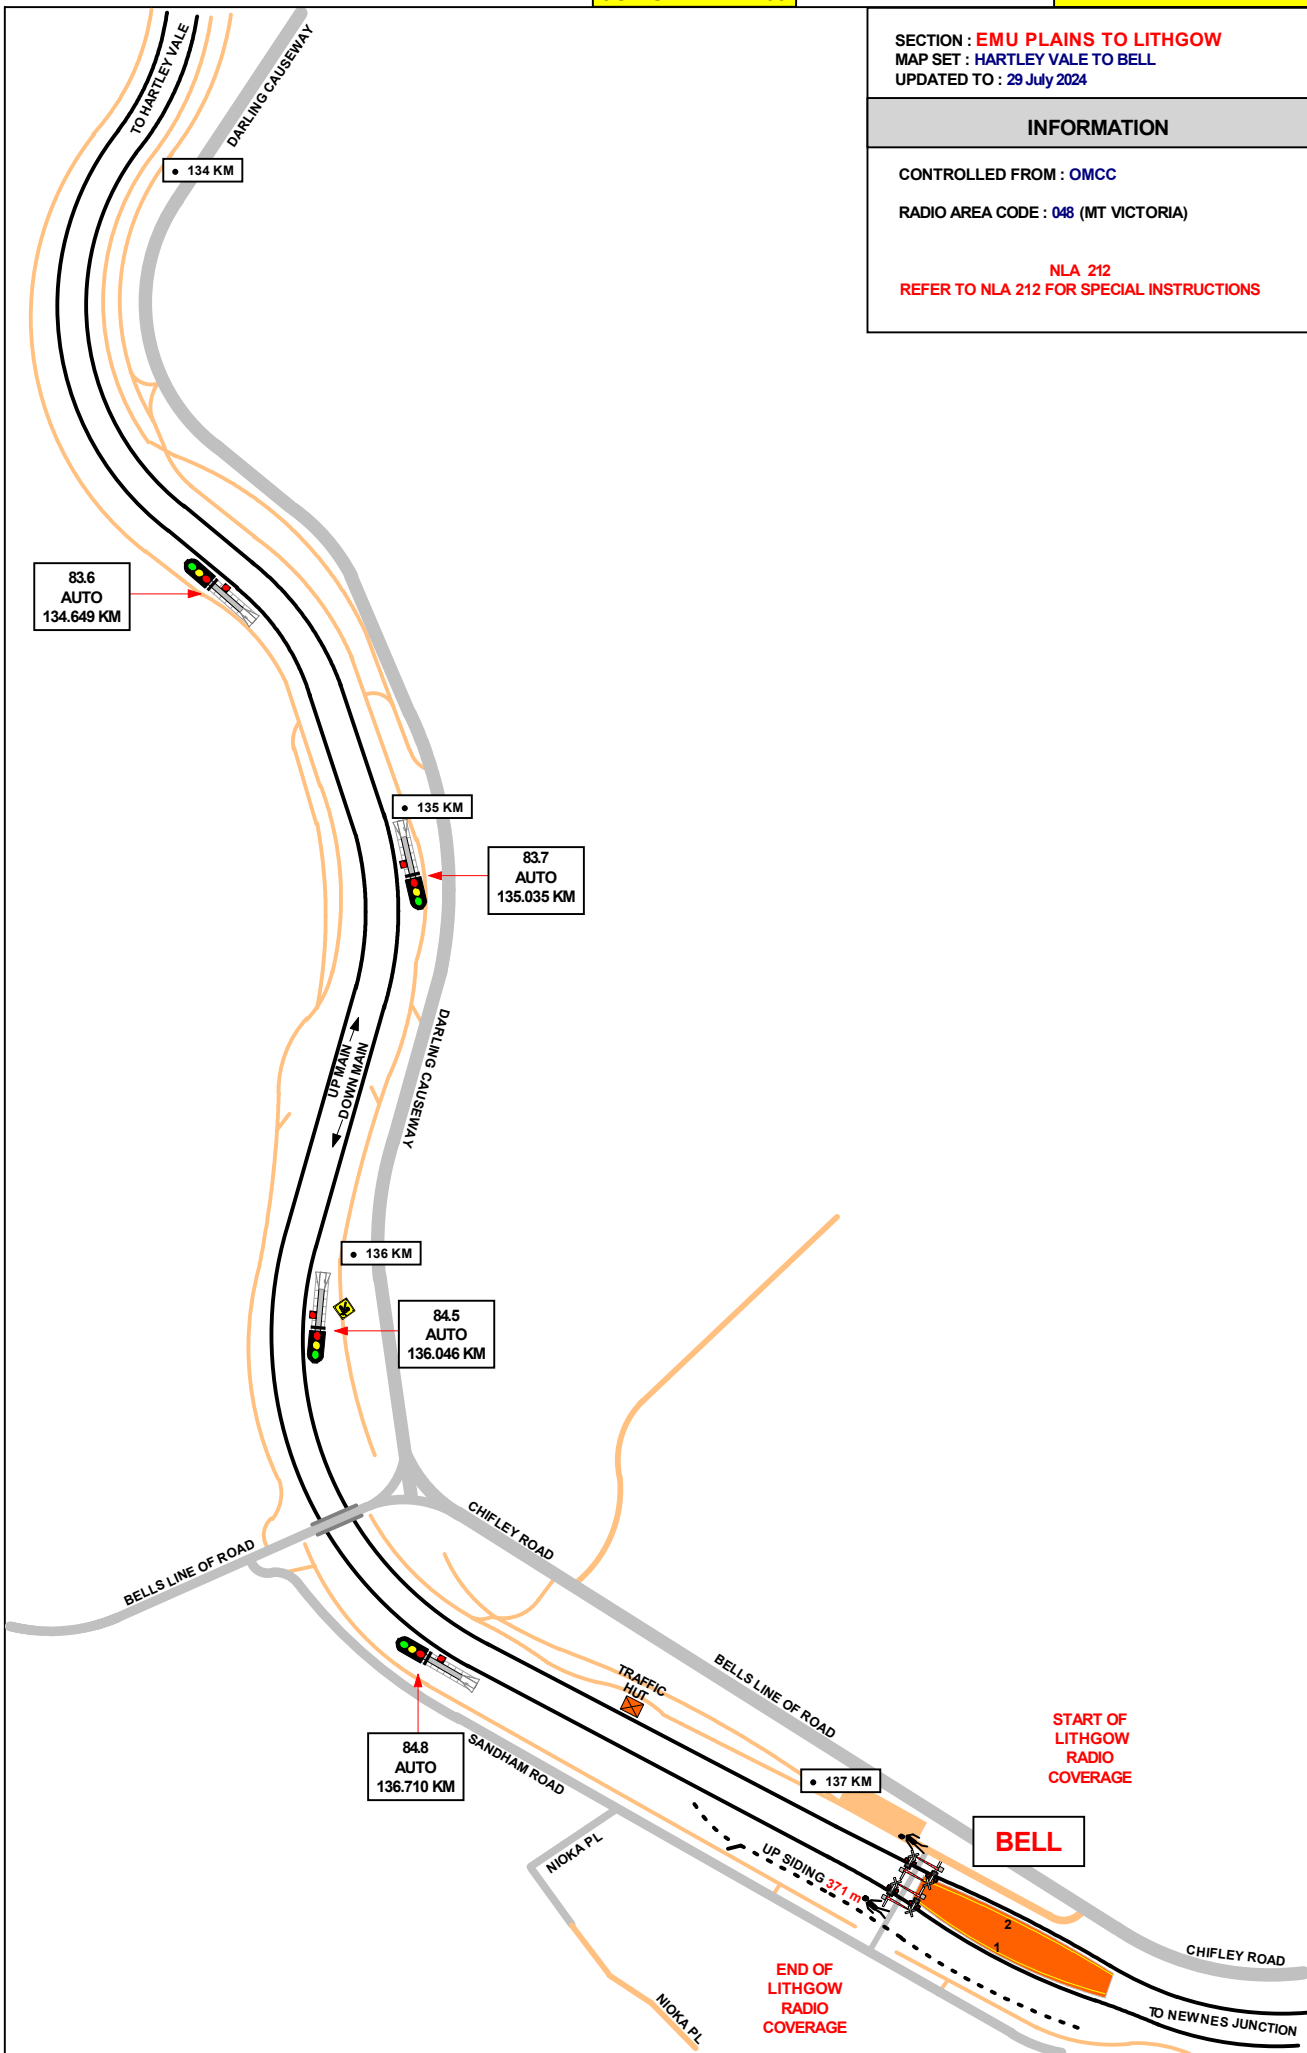 SECTION : EMU PLAINS TO LITHGOW
MAP SET : HARTLEY VALE TO BELL
UPDATED TO : 29 July 2024
INFORMATION
CONTROLLED FROM : OMCC
RADIO AREA CODE : 048 (MT VICTORIA)
NLA 212
REFER TO NLA 212 FOR SPECIAL INSTRUCTIONS
TO HARTLEY VALE
DARLING CAUSEWAY
134 KM
83.6
AUTO
134.649 KM
135 KM
83.7
AUTO
135.035 KM
UP MAIN
DOWN MAIN
DARLING CAUSEWAY
136 KM
84.5
AUTO
136.046 KM
CHIFLEY ROAD
BELLS LINE OF ROAD
TRAFFIC
HUT
BELLS LINE OF ROAD
84.8
AUTO
136.710 KM
SANDHAM ROAD
START OF
LITHGOW
RADIO
COVERAGE
137 KM
BELL
NIOKA PL
UP SIDING 371 m
2
1
CHIFLEY ROAD
END OF
LITHGOW
RADIO
COVERAGE
NIOKA PL
TO NEWNES JUNCTION